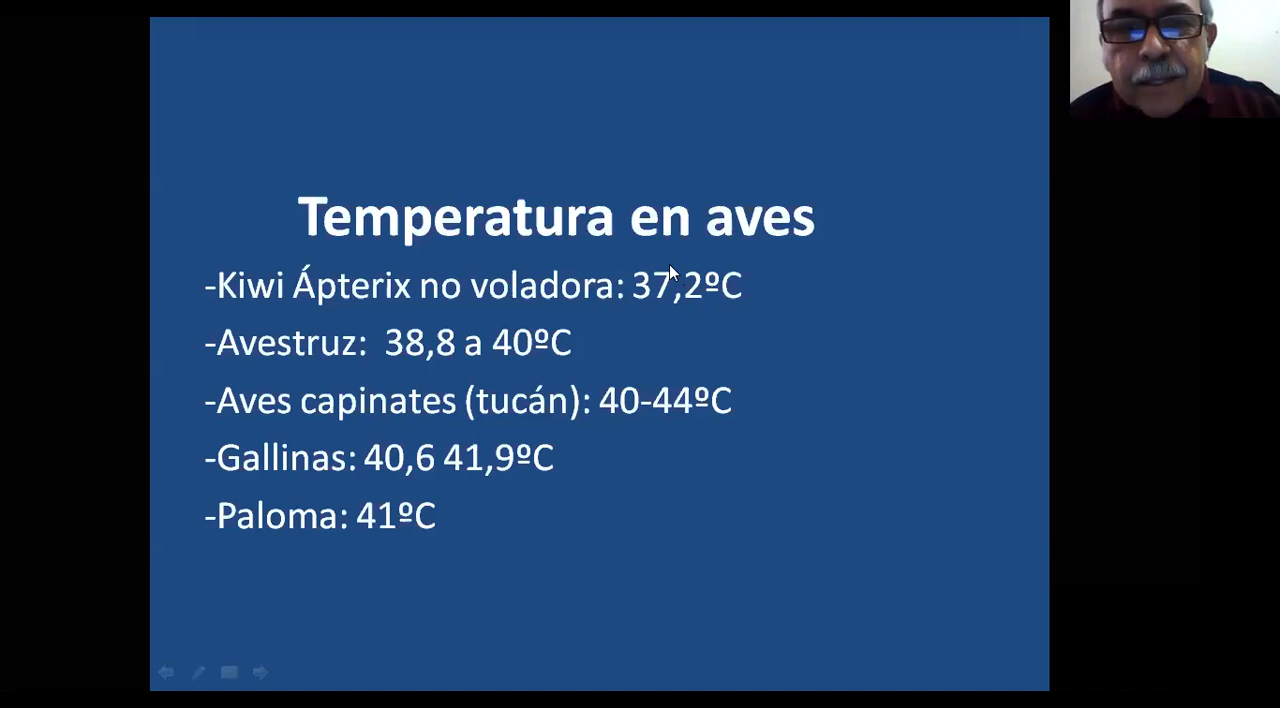 Temperatura en aves
-Kiwi Ápterix no voladora: 37,2ºC
-Avestruz: 38,8 a 40ºC
-Aves capinates (tucán): 40-44ºC
-Gallinas: 40,6 41,9ºC
-Paloma: 41ºC